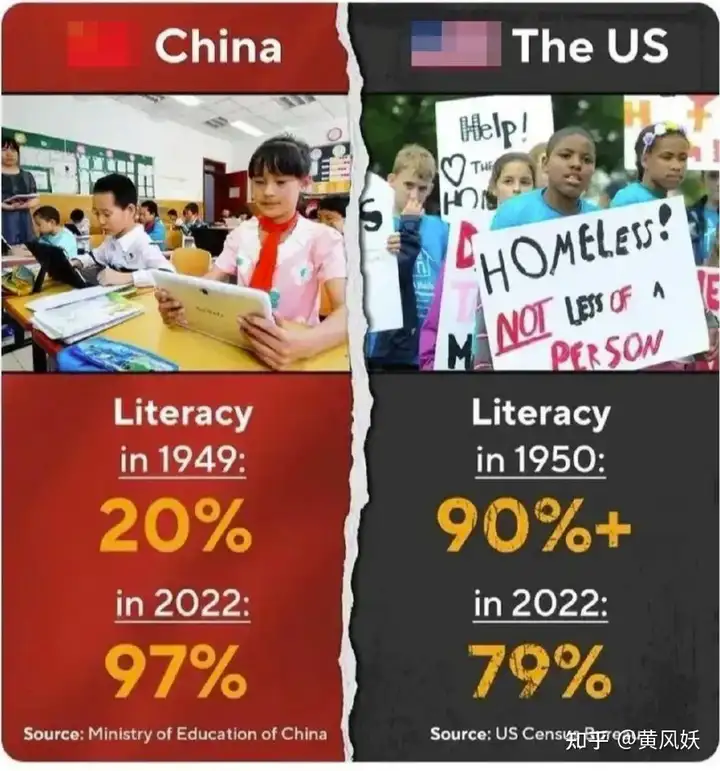 China
The US
Help!
THE
HOMELESS!
NOT LESS OF A
PERSON
Literacy
in 1949:
20%
in 2022:
97%
Source: Ministry of Education of China
Literacy
in 1950:
90%+
in 2022:
79%
Source: US Census Bureau
知乎 @黄风妖